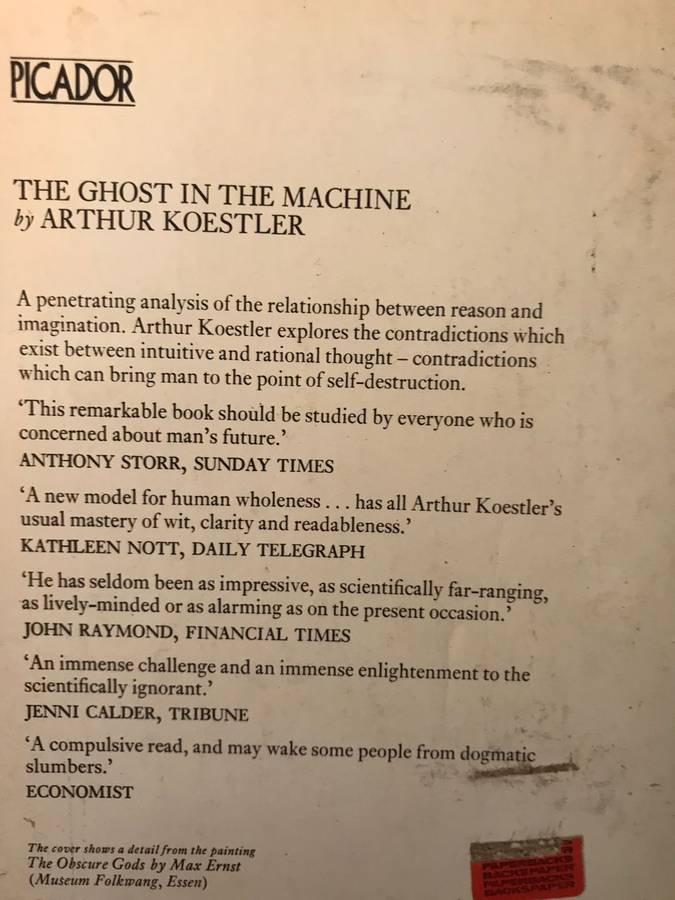 PICADOR
THE GHOST IN THE MACHINE
by ARTHUR KOESTLER
A penetrating analysis of the relationship between reason and
imagination. Arthur Koestler explores the contradictions which
exist between intuitive and rational thought – contradictions
which can bring man to the point of self-destruction.
‘This remarkable book should be studied by everyone who is
concerned about man’s future.’
ANTHONY STORR, SUNDAY TIMES
‘A new model for human wholeness . . . has all Arthur Koestler’s
usual mastery of wit, clarity and readableness.’
KATHLEEN NOTT, DAILY TELEGRAPH
‘He has seldom been as impressive, as scientifically far-ranging,
as lively-minded or as alarming as on the present occasion.’
JOHN RAYMOND, FINANCIAL TIMES
‘An immense challenge and an immense enlightenment to the
scientifically ignorant.’
JENNI CALDER, TRIBUNE
‘A compulsive read, and may wake some people from dogmatic
slumbers.’
ECONOMIST
The cover shows a detail from the painting
The Obscure Gods by Max Ernst
(Museum Folkwang, Essen)
PAPERBACKS
BACKSPAPER
PAPERBACKS
BACKSPAPER